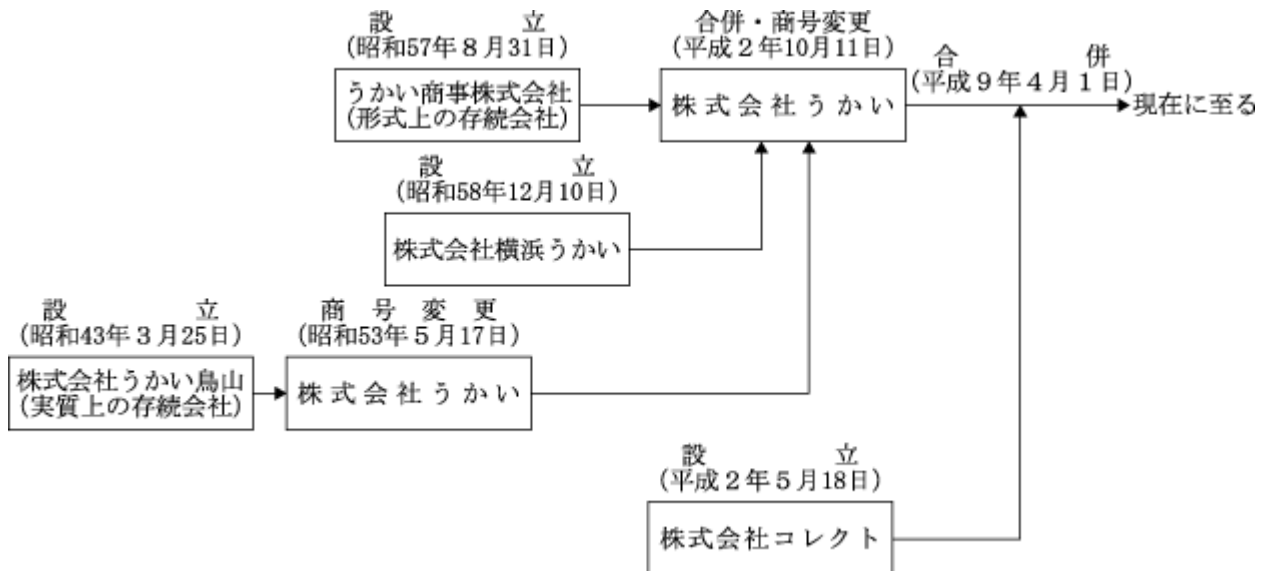 設立
(昭和57年8月31日)
うかい商事株式会社
(形式上の存続会社)
合併・商号変更
(平成2年10月11日)
株式会社うかい
合併
(平成9年4月1日)
現在に至る
設立
(昭和58年12月10日)
株式会社横浜うかい
設立
(昭和43年3月25日)
株式会社うかい鳥山
(実質上の存続会社)
商号変更
(昭和53年5月17日)
株式会社うかい
設立
(平成2年5月18日)
株式会社コレクト